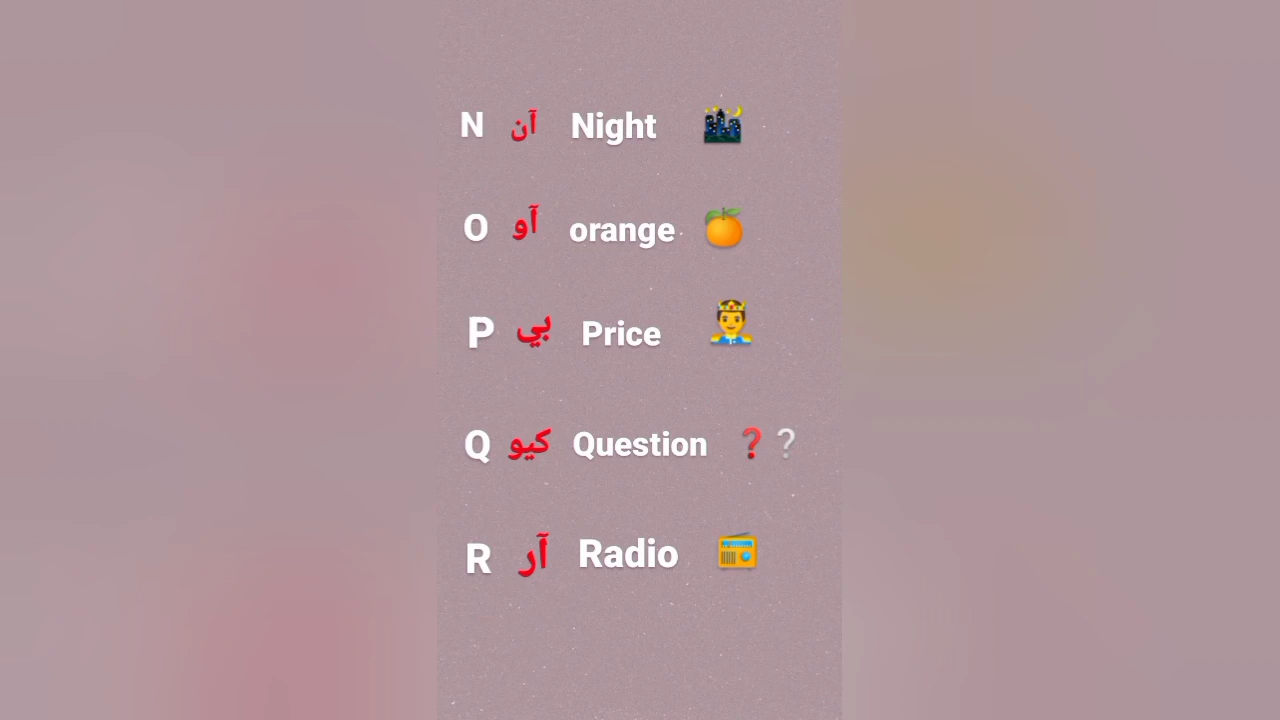 N آن Night
O آو orange
P بي Price
Q كيو Question ❓❔
R آر Radio